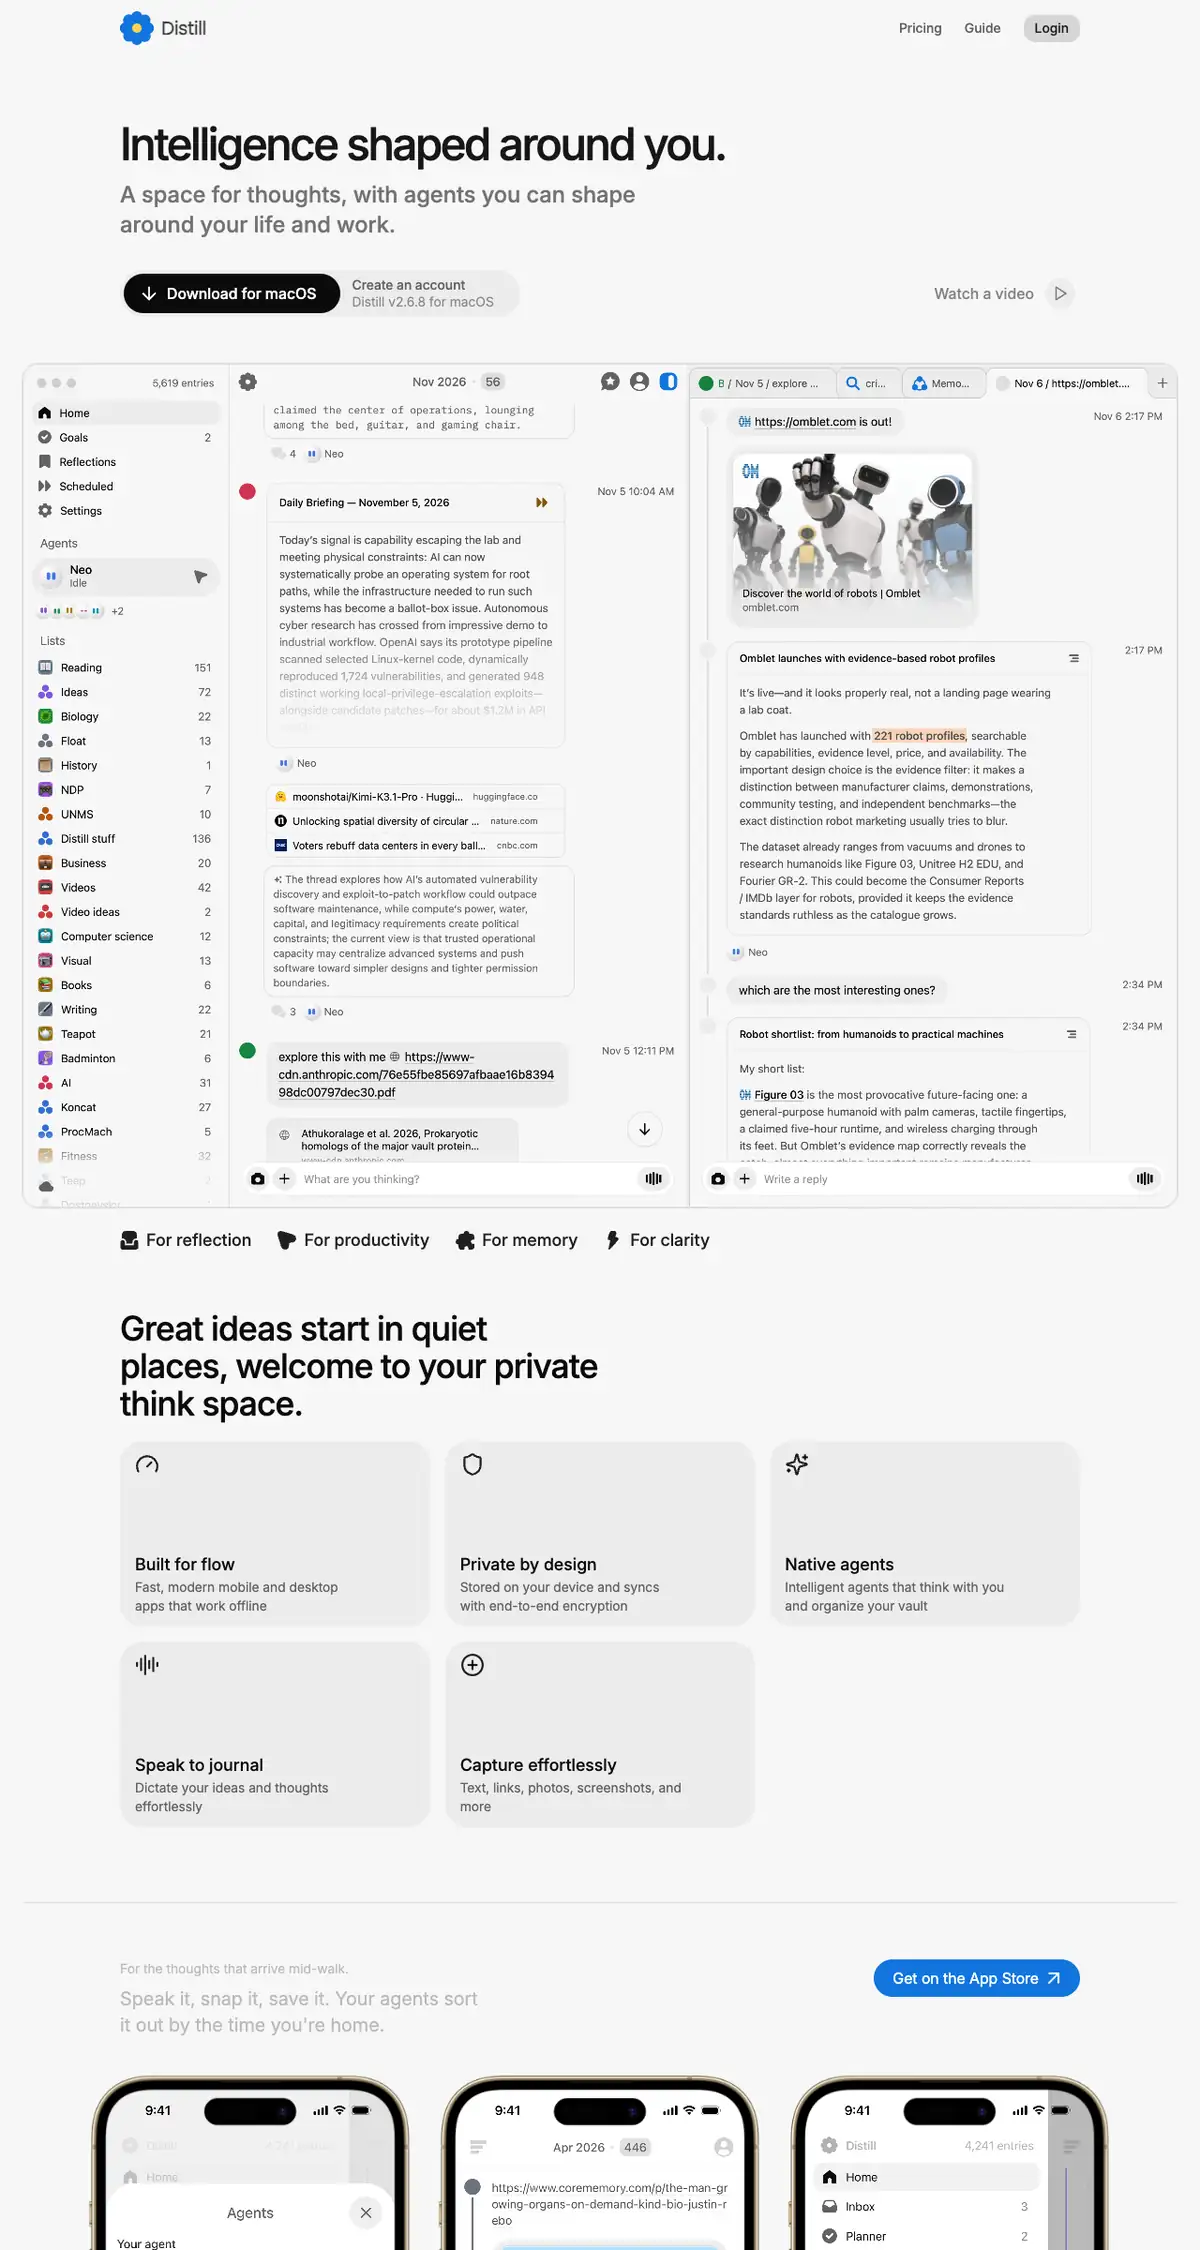 Distill
Pricing
Guide
Login
Intelligence shaped around you.
A space for thoughts, with agents you can shape
around your life and work.
Download for macOS
Create an account
Distill v2.6.8 for macOS
Watch a video
5,619 entries
Home
Goals 2
Reflections
Scheduled
Settings
Agents
Neo
Idle
+2
Lists
Reading 151
Ideas 72
Biology 22
Float 13
History 1
NDP 7
UNMS 10
Distill stuff 136
Business 20
Videos 42
Video ideas 2
Computer science 12
Visual 13
Books 6
Writing 22
Teapot 21
Badminton 6
AI 31
Koncat 27
ProcMach 5
Fitness 32
Teep
Dostoevsky
Nov 2026 56
claimed the center of operations, lounging
among the bed, guitar, and gaming chair.
4 Neo
Nov 5 10:04 AM
Daily Briefing — November 5, 2026
Today's signal is capability escaping the lab and
meeting physical constraints: AI can now
systematically probe an operating system for root
paths, while the infrastructure needed to run such
systems has become a ballot-box issue. Autonomous
cyber research has crossed from impressive demo to
industrial workflow. OpenAI says its prototype pipeline
scanned selected Linux-kernel code, dynamically
reproduced 1,724 vulnerabilities, and generated 948
distinct working local-privilege-escalation exploits—
alongside candidate patches—for about $1.2M in API
Neo
moonshotai/Kimi-K3.1-Pro · Huggi... huggingface.co
Unlocking spatial diversity of circular ... nature.com
Voters rebuff data centers in every ball... cnbc.com
The thread explores how AI's automated vulnerability
discovery and exploit-to-patch workflow could outpace
software maintenance, while compute's power, water,
capital, and legitimacy requirements create political
constraints; the current view is that trusted operational
capacity may centralize advanced systems and push
software toward simpler designs and tighter permission
boundaries.
3 Neo
Nov 5 12:11 PM
explore this with me https://www-
cdn.anthropic.com/76e55fbe85697afbaae16b8394
98dc00797dec30.pdf
Athukoralage et al. 2026, Prokaryotic
homologs of the major vault protein...
www-cdn.anthropic.com
What are you thinking?
B / Nov 5 / explore ...
cri...
Memo...
Nov 6 / https://omblet....
Nov 6 2:17 PM
https://omblet.com is out!
Discover the world of robots | Omblet
omblet.com
2:17 PM
Omblet launches with evidence-based robot profiles
It's live—and it looks properly real, not a landing page wearing
a lab coat.
Omblet has launched with 221 robot profiles, searchable
by capabilities, evidence level, price, and availability. The
important design choice is the evidence filter: it makes a
distinction between manufacturer claims, demonstrations,
community testing, and independent benchmarks—the
exact distinction robot marketing usually tries to blur.
The dataset already ranges from vacuums and drones to
research humanoids like Figure 03, Unitree H2 EDU, and
Fourier GR-2. This could become the Consumer Reports
/ IMDb layer for robots, provided it keeps the evidence
standards ruthless as the catalogue grows.
Neo
2:34 PM
which are the most interesting ones?
2:34 PM
Robot shortlist: from humanoids to practical machines
My short list:
Figure 03 is the most provocative future-facing one: a
general-purpose humanoid with palm cameras, tactile fingertips,
a claimed five-hour runtime, and wireless charging through
its feet. But Omblet's evidence map correctly reveals the
Write a reply
For reflection
For productivity
For memory
For clarity
Great ideas start in quiet
places, welcome to your private
think space.
Built for flow
Fast, modern mobile and desktop
apps that work offline
Private by design
Stored on your device and syncs
with end-to-end encryption
Native agents
Intelligent agents that think with you
and organize your vault
Speak to journal
Dictate your ideas and thoughts
effortlessly
Capture effortlessly
Text, links, photos, screenshots, and
more
For the thoughts that arrive mid-walk.
Speak it, snap it, save it. Your agents sort
it out by the time you're home.
Get on the App Store
9:41
Distill
Home
Agents
Your agent
9:41
Apr 2026 446
https://www.corememory.com/p/the-man-gr
owing-organs-on-demand-kind-bio-justin-r
ebo
9:41
Distill 4,241 entries
Home
Inbox 3
Planner 2